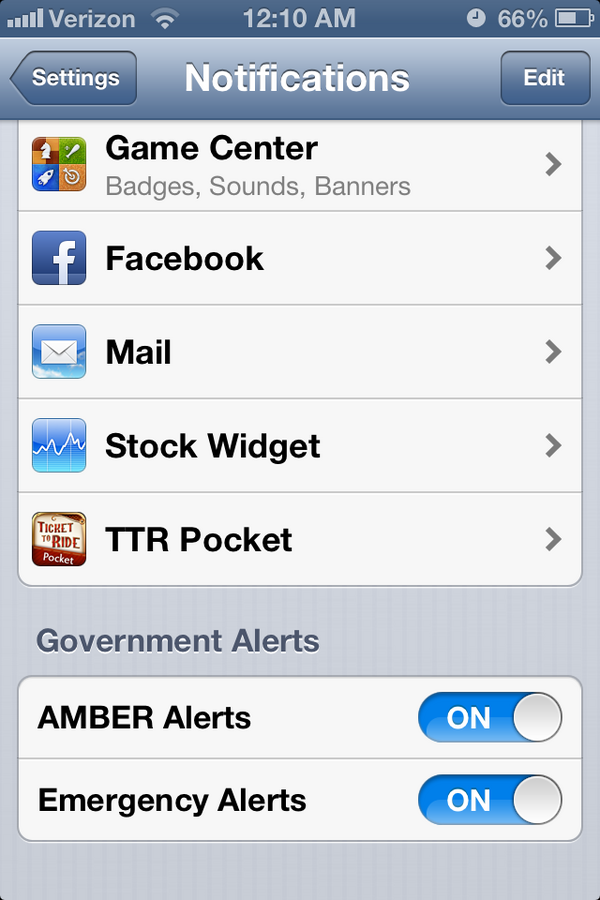 Verizon 12:10 AM 66%
Settings Notifications Edit
Game Center
Badges, Sounds, Banners
Facebook
Mail
Stock Widget
TICKET
TO RIDE
Pocket
TTR Pocket
Government Alerts
AMBER Alerts ON
Emergency Alerts ON